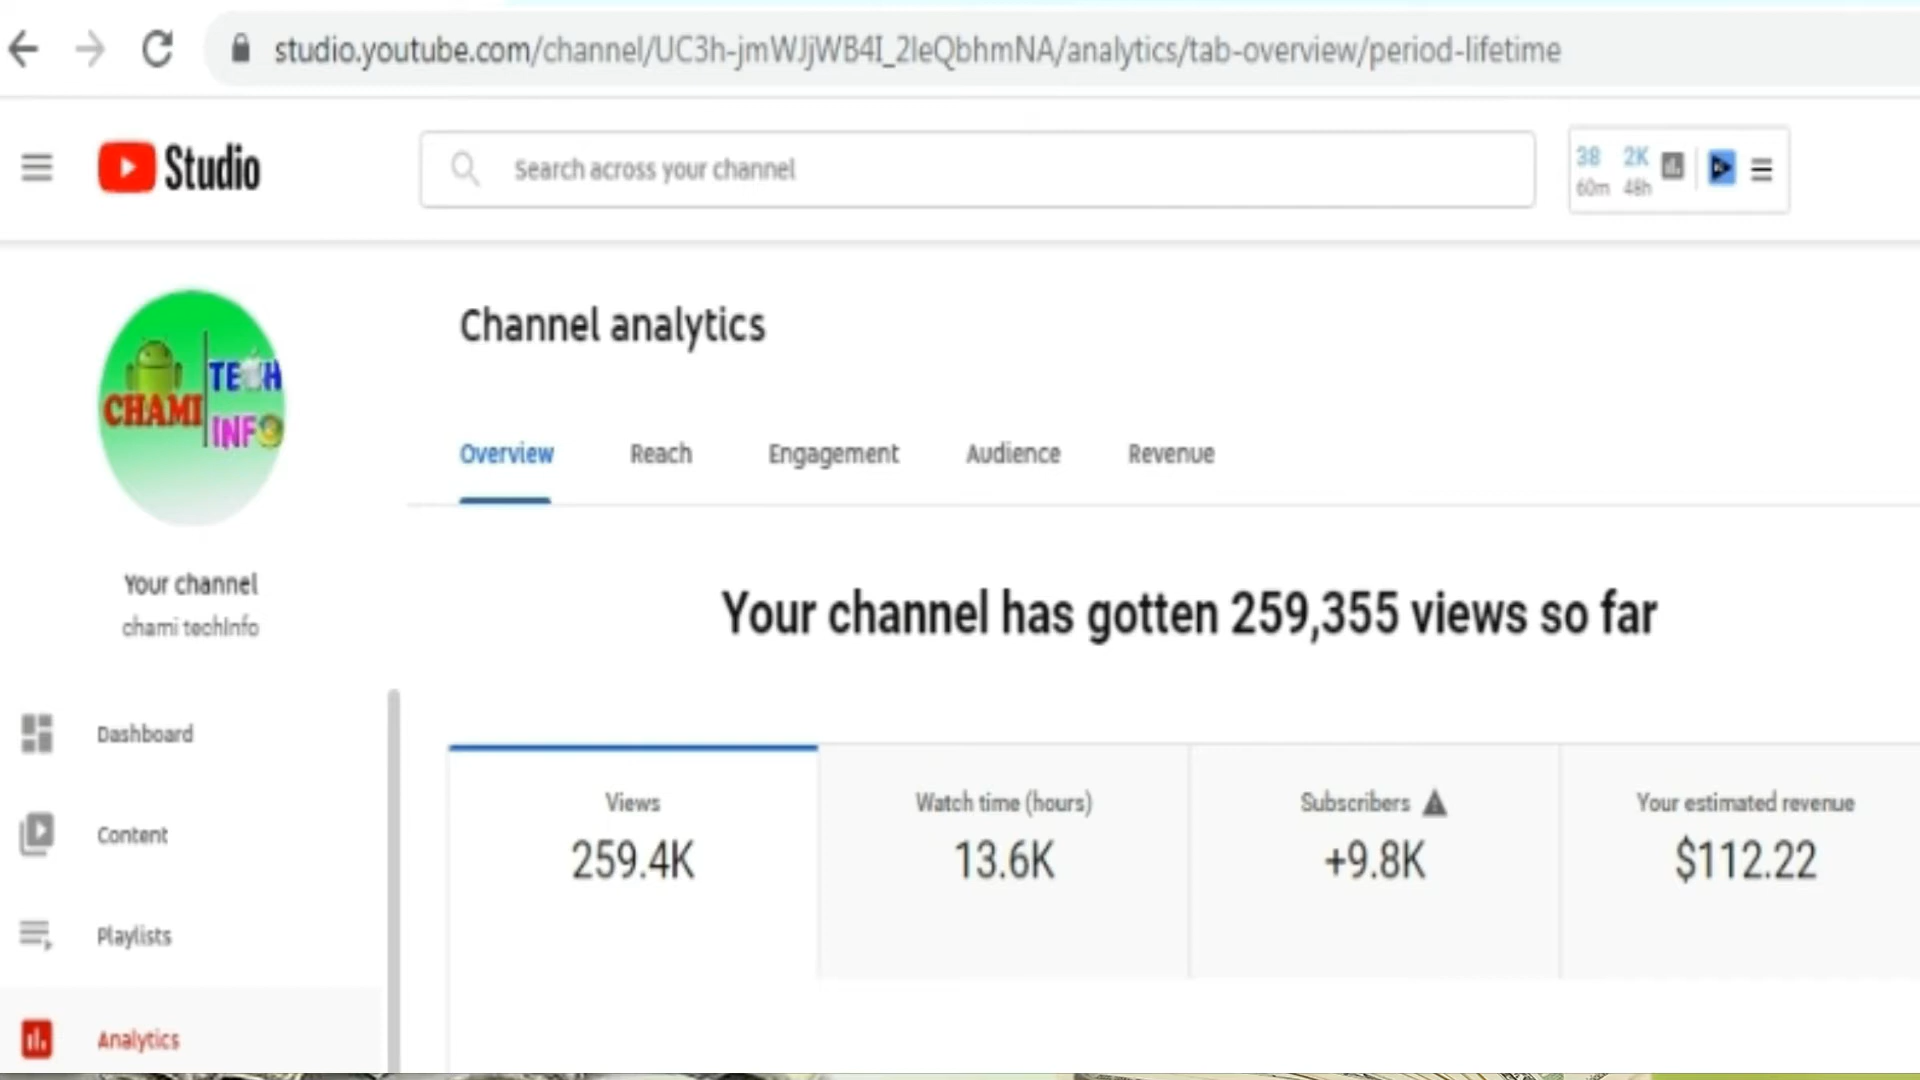 studio.youtube.com/channel/UC3h-jmWJjWB4I_2leQbhmNA/analytics/tab-overview/period-lifetime
Studio
Search across your channel
38 2K
60m 48h
CHAMI TECH INFO
Your channel
chami techInfo
Dashboard
Content
Playlists
Analytics
Channel analytics
Overview Reach Engagement Audience Revenue
Your channel has gotten 259,355 views so far
Views Watch time (hours) Subscribers Your estimated revenue
259.4K 13.6K +9.8K $112.22